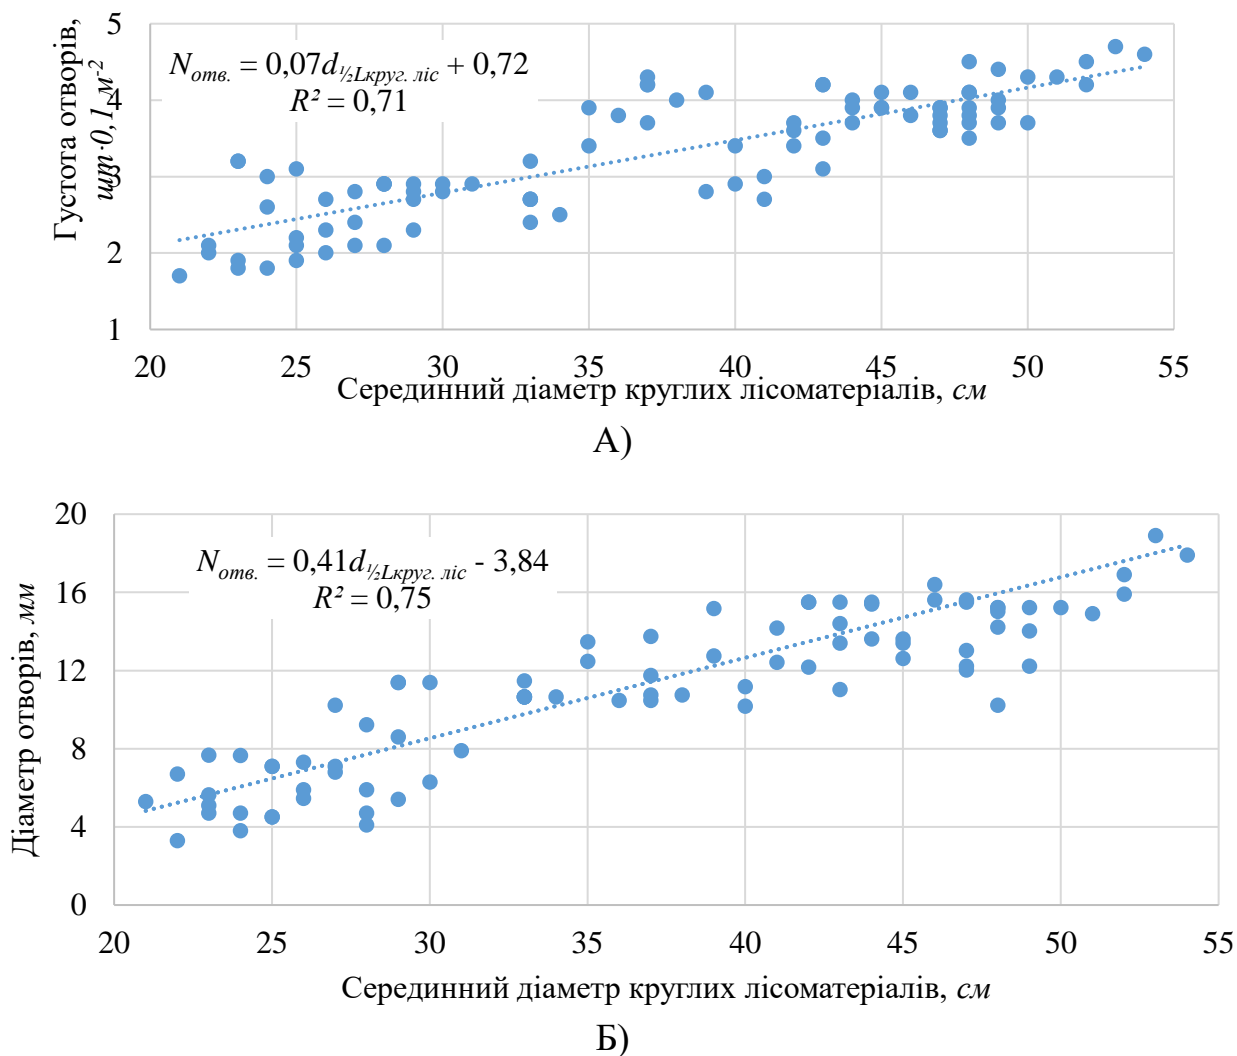 Густота отворів,
шт·0,1 м⁻²
5
4
3
2
1
Nотв. = 0,07d½Lкруг. ліс + 0,72
R² = 0,71
20 25 30 35 40 45 50 55
Серединний діаметр круглих лісоматеріалів, см
А)
Діаметр отворів, мм
20
16
12
8
4
0
Nотв. = 0,41d½Lкруг. ліс - 3,84
R² = 0,75
20 25 30 35 40 45 50 55
Серединний діаметр круглих лісоматеріалів, см
Б)